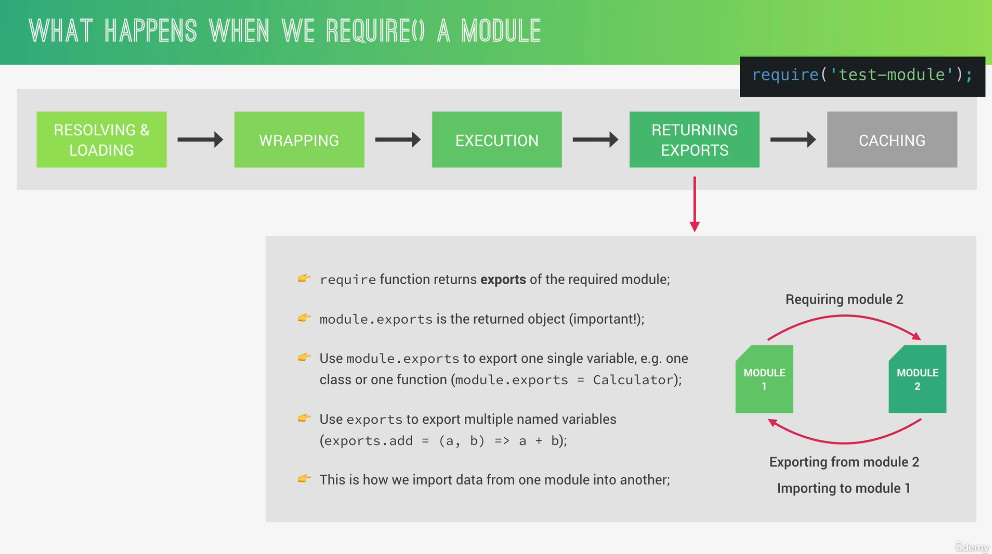 WHAT HAPPENS WHEN WE REQUIRE() A MODULE
require('test-module');
RESOLVING &
LOADING
WRAPPING
EXECUTION
RETURNING
EXPORTS
CACHING
require function returns exports of the required module;
module.exports is the returned object (important!);
Use module.exports to export one single variable, e.g. one
class or one function (module.exports = Calculator);
Use exports to export multiple named variables
(exports.add = (a, b) => a + b);
This is how we import data from one module into another;
Requiring module 2
MODULE
1
MODULE
2
Exporting from module 2
Importing to module 1
Udemy